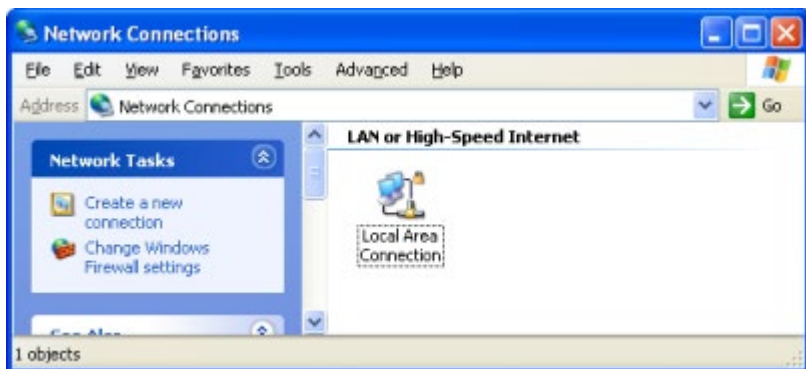 Network Connections
File Edit View Favorites Tools Advanced Help
Address Network Connections Go
Network Tasks
Create a new
connection
Change Windows
Firewall settings
LAN or High-Speed Internet
Local Area
Connection
1 objects